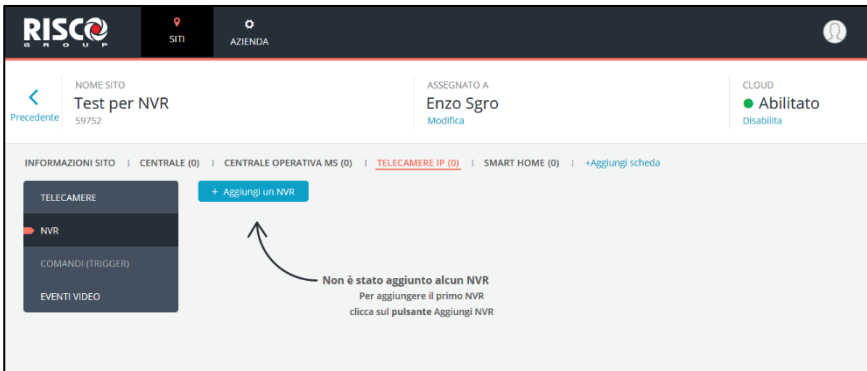 RISCO
GROUP
SITI
AZIENDA
Precedente
NOME SITO
Test per NVR
59752
ASSEGNATO A
Enzo Sgro
Modifica
CLOUD
Abilitato
Disabilita
INFORMAZIONI SITO | CENTRALE (0) | CENTRALE OPERATIVA MS (0) | TELECAMERE IP (0) | SMART HOME (0) | +Aggiungi scheda
TELECAMERE
NVR
COMANDI (TRIGGER)
EVENTI VIDEO
+ Aggiungi un NVR
Non è stato aggiunto alcun NVR
Per aggiungere il primo NVR
clicca sul pulsante Aggiungi NVR